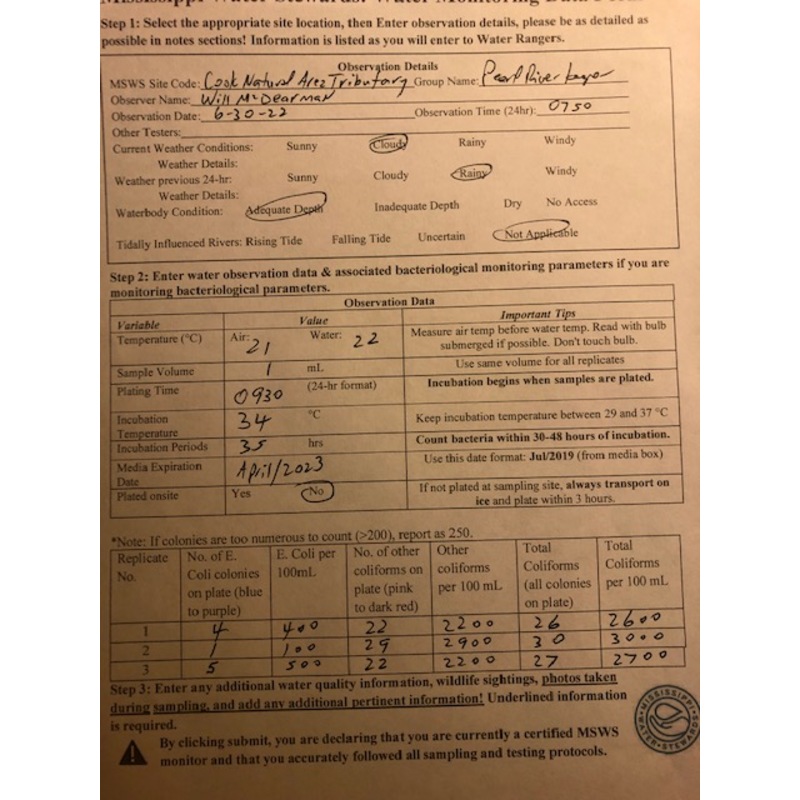 Step 1: Select the appropriate site location, then Enter observation details, please be as detailed as
possible in notes sections! Information is listed as you will enter to Water Rangers.
Observation Details
MSWS Site Code: Cook Natural Area Tributary Group Name: Pearl River
Observer Name: Will McDearman
Observation Date: 6-30-22 Observation Time (24hr): 0750
Other Testers:
Current Weather Conditions: Sunny Cloudy Rainy Windy
Weather Details:
Weather previous 24-hr: Sunny Cloudy Rainy Windy
Weather Details:
Waterbody Condition: Adequate Depth Inadequate Depth Dry No Access
Tidally Influenced Rivers: Rising Tide Falling Tide Uncertain Not Applicable
Step 2: Enter water observation data & associated bacteriological monitoring parameters if you are
monitoring bacteriological parameters.
Observation Data
Variable Value Important Tips
Temperature (°C) Air: 21 Water: 22 Measure air temp before water temp. Read with bulb
submerged if possible. Don't touch bulb.
Sample Volume 1 mL Use same volume for all replicates
Plating Time 0930 (24-hr format) Incubation begins when samples are plated.
Incubation
Temperature 34 °C Keep incubation temperature between 29 and 37 °C
Incubation Periods 35 hrs Count bacteria within 30-48 hours of incubation.
Media Expiration
Date April/2023 Use this date format: Jul/2019 (from media box)
Plated onsite Yes No If not plated at sampling site, always transport on
ice and plate within 3 hours.
*Note: If colonies are too numerous to count (>200), report as 250.
Replicate No. of E. E. Coli per No. of other Other Total Total
No. Coli colonies 100mL coliforms on coliforms Coliforms Coliforms
on plate (blue plate (pink per 100 mL (all colonies per 100 mL
to purple) to dark red) on plate)
1 4 400 22 2200 26 2600
2 1 100 29 2900 30 3000
3 5 500 22 2200 27 2700
Step 3: Enter any additional water quality information, wildlife sightings, photos taken
during sampling, and add any additional pertinent information! Underlined information
is required.
By clicking submit, you are declaring that you are currently a certified MSWS
monitor and that you accurately followed all sampling and testing protocols.
MISSISSIPPI
WATER STEWARDS